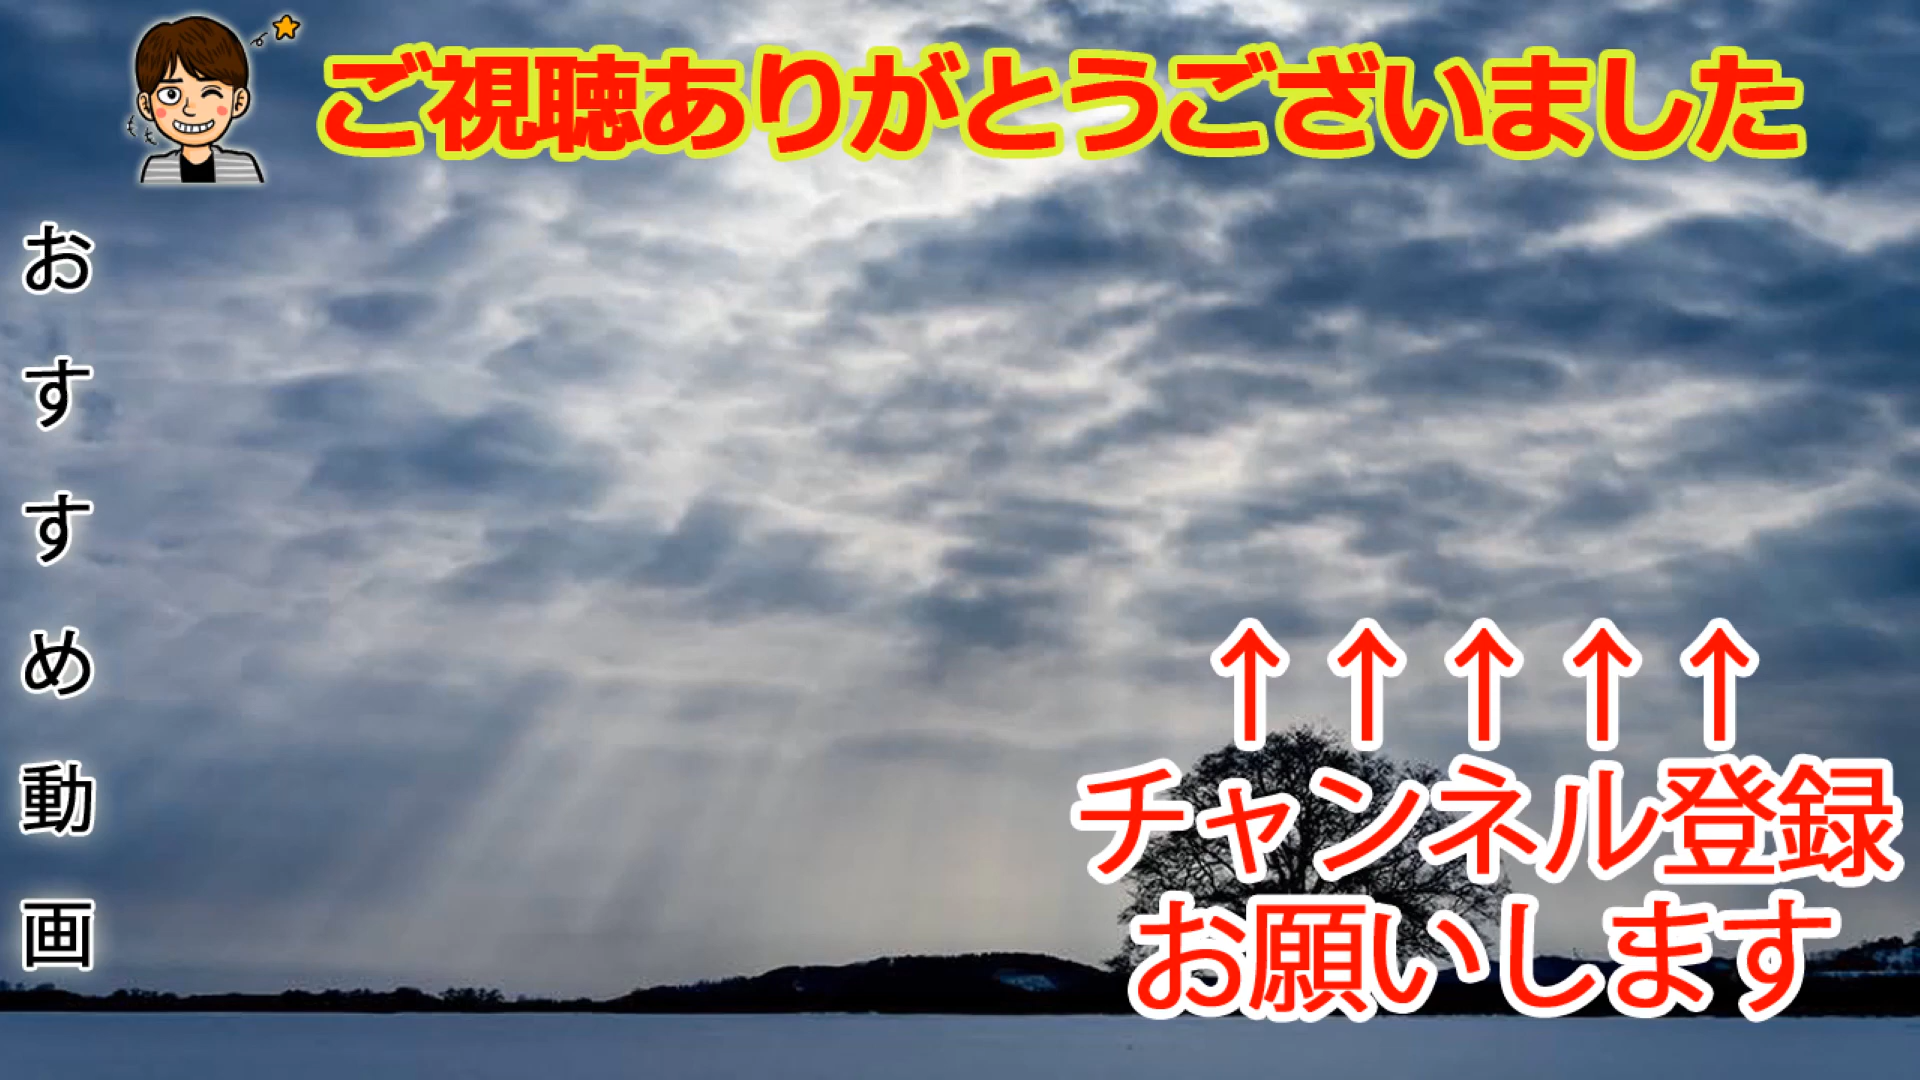 ご視聴ありがとうございました
おすすめ動画
↑↑↑↑↑
チャンネル登録
お願いします